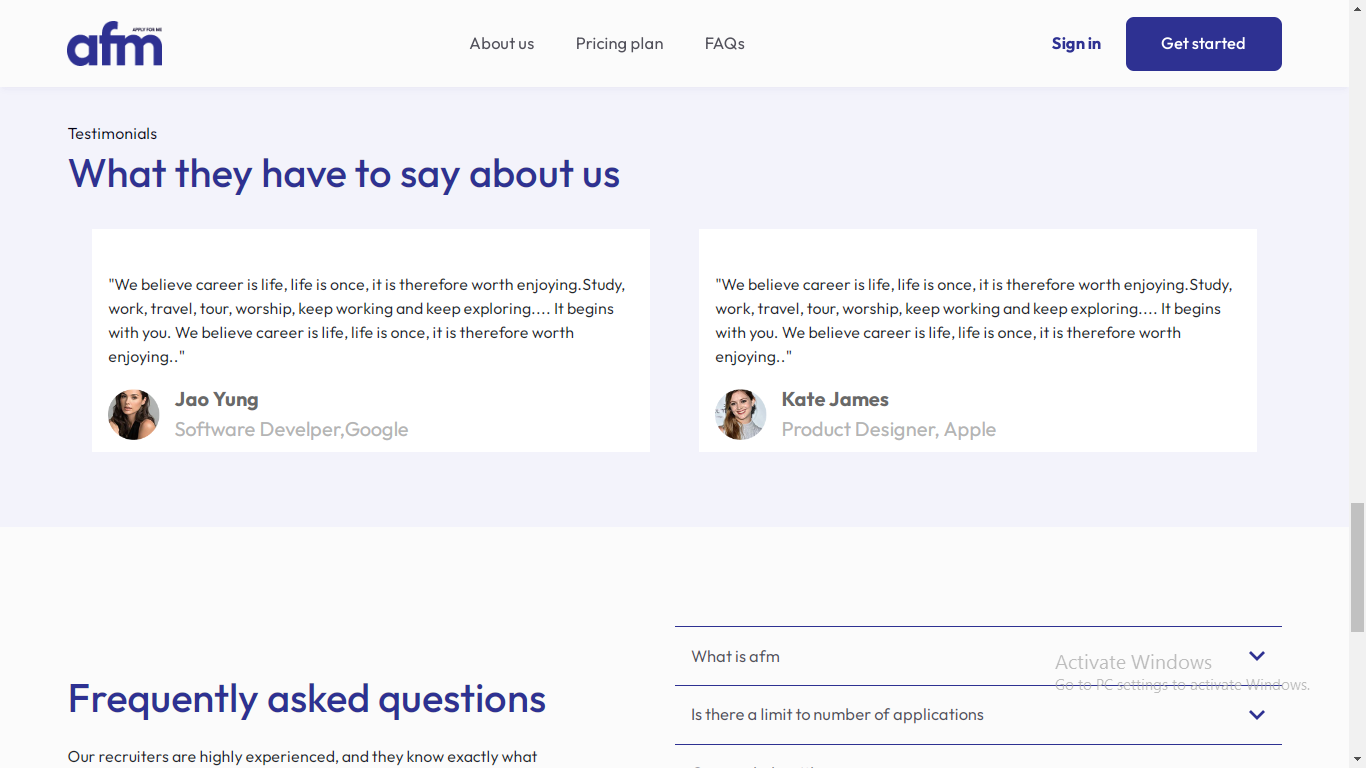 afm
APPLY FOR ME
About us
Pricing plan
FAQs
Sign in
Get started
Testimonials
What they have to say about us
"We believe career is life, life is once, it is therefore worth enjoying.Study,
work, travel, tour, worship, keep working and keep exploring.... It begins
with you. We believe career is life, life is once, it is therefore worth
enjoying.."
Jao Yung
Software Develper,Google
"We believe career is life, life is once, it is therefore worth enjoying.Study,
work, travel, tour, worship, keep working and keep exploring.... It begins
with you. We believe career is life, life is once, it is therefore worth
enjoying.."
Kate James
Product Designer, Apple
Frequently asked questions
Our recruiters are highly experienced, and they know exactly what
What is afm
Is there a limit to number of applications
Activate Windows
Go to PC settings to activate Windows.